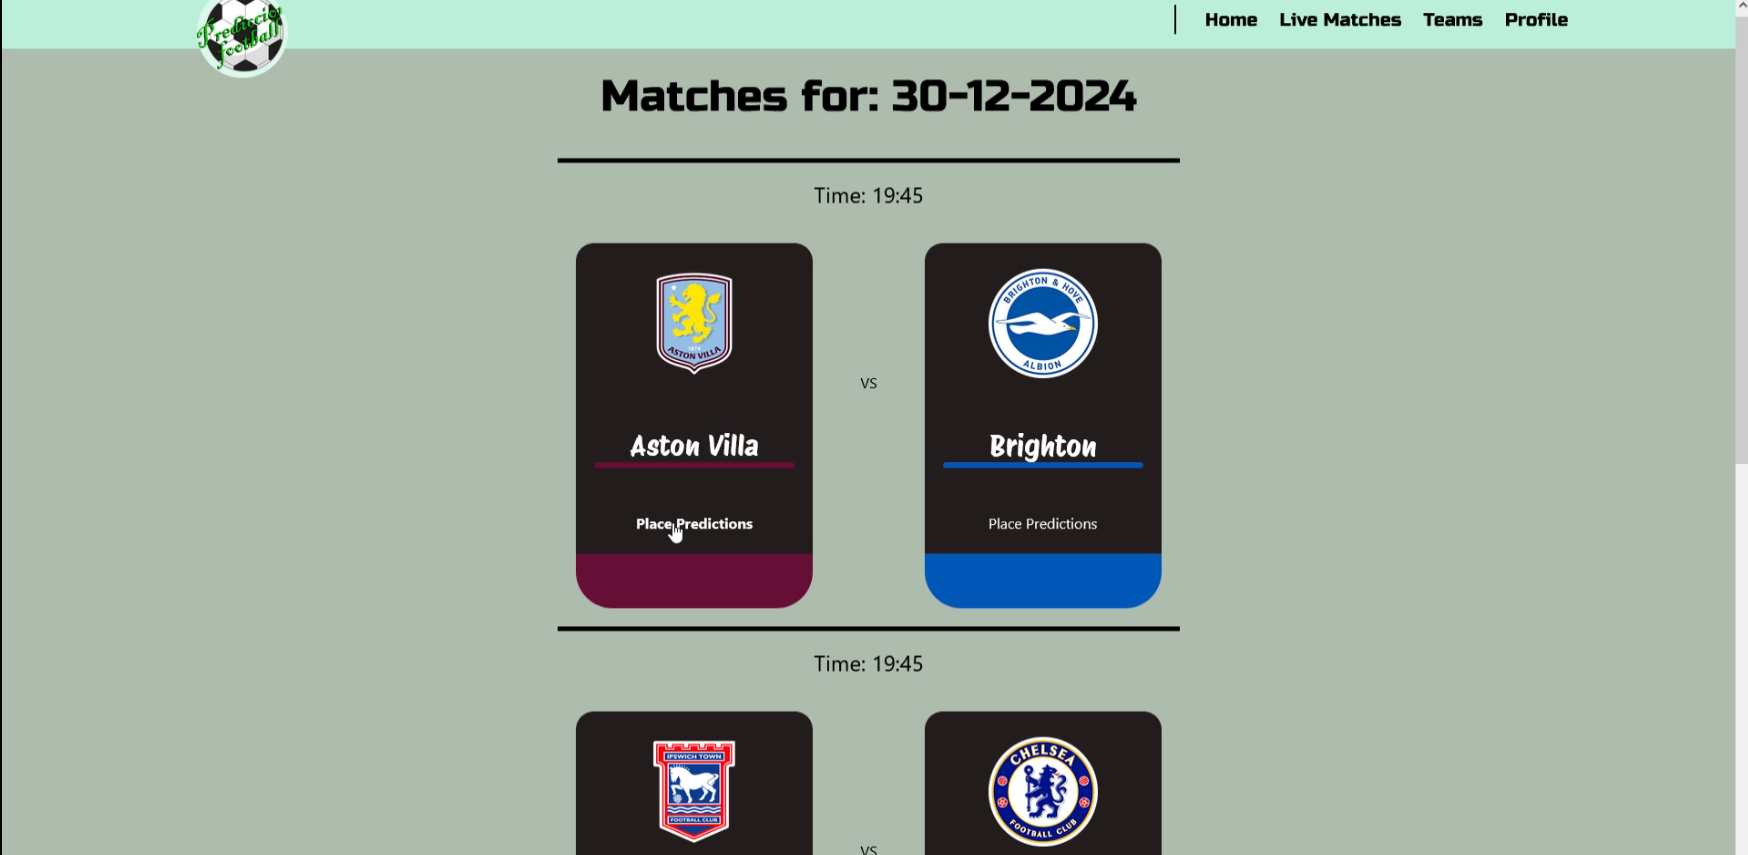 Prediccion
football
Home Live Matches Teams Profile
Matches for: 30-12-2024
Time: 19:45
ASTON VILLA
1874
BRIGHTON & HOVE
ALBION
VS
Aston Villa
Brighton
Place Predictions
Place Predictions
Time: 19:45
IPSWICH TOWN
FOOTBALL CLUB
CHELSEA
FOOTBALL CLUB
VS